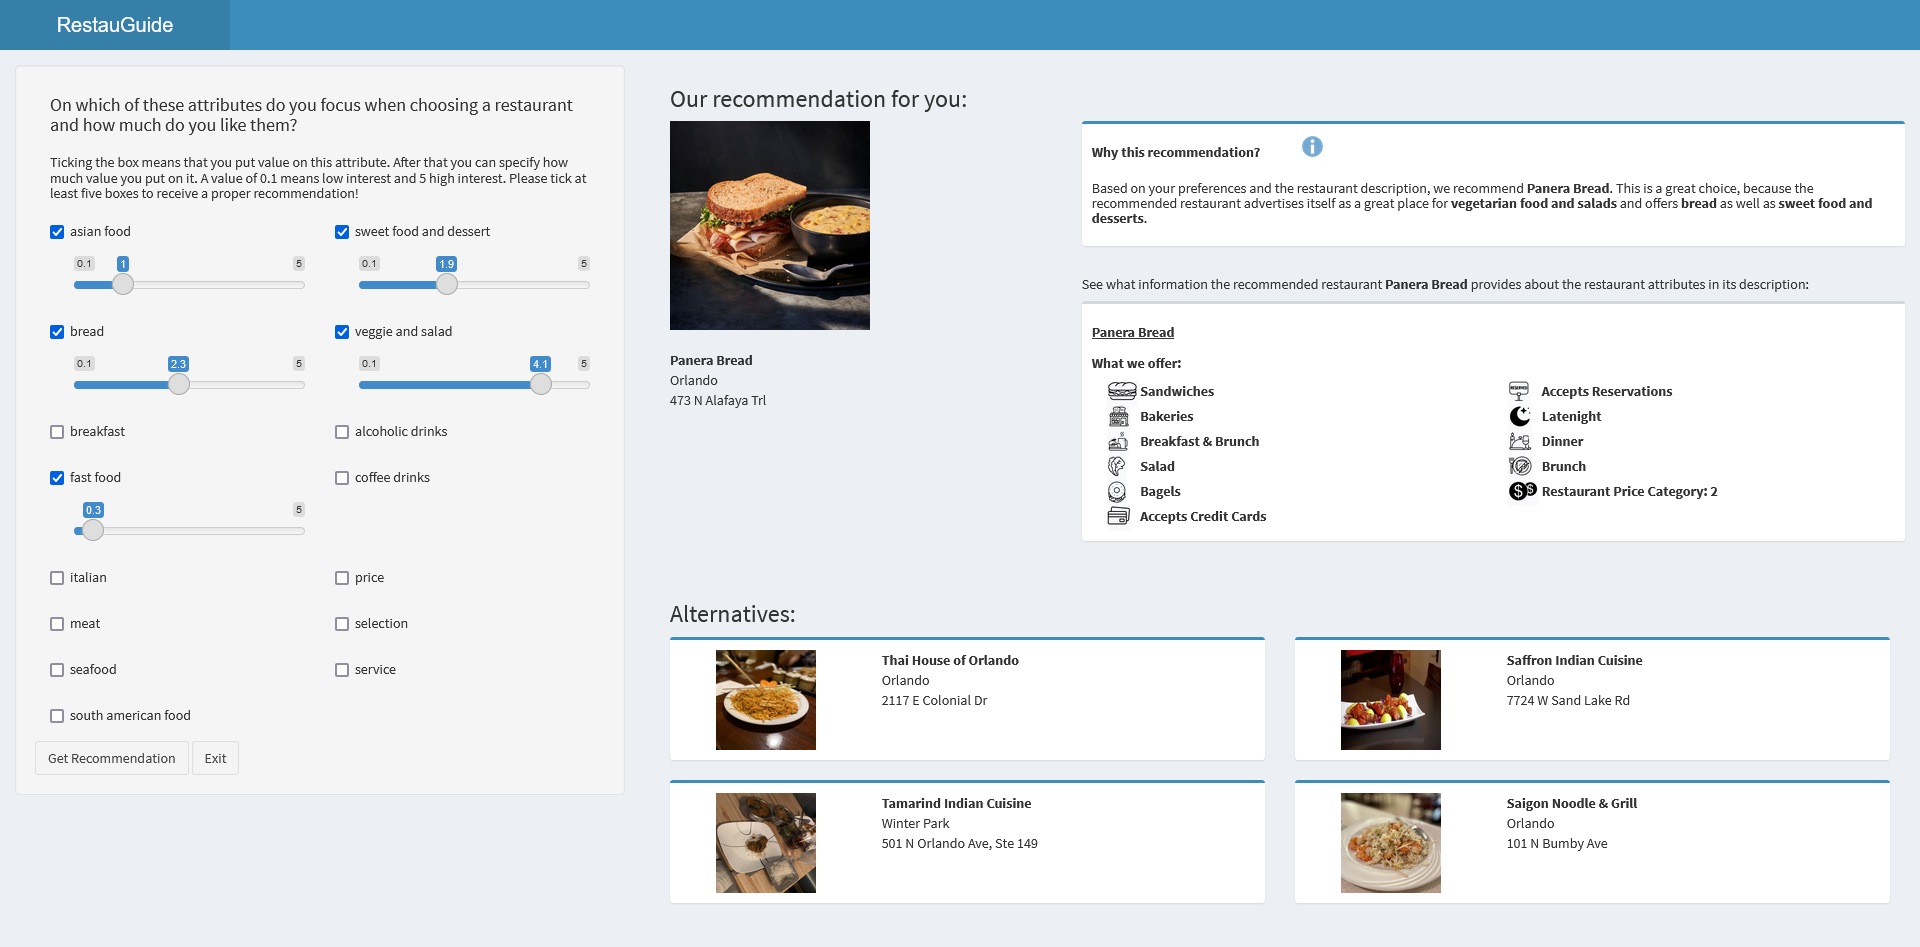 RestauGuide
On which of these attributes do you focus when choosing a restaurant
and how much do you like them?
Ticking the box means that you put value on this attribute. After that you can specify how
much value you put on it. A value of 0.1 means low interest and 5 high interest. Please tick at
least five boxes to receive a proper recommendation!
asian food
0.1 1 5
sweet food and dessert
0.1 1.9 5
bread
0.1 2.3 5
veggie and salad
0.1 4.1 5
breakfast
alcoholic drinks
fast food
0.3 5
coffee drinks
italian
price
meat
selection
seafood
service
south american food
Get Recommendation
Exit
Our recommendation for you:
Panera Bread
Orlando
473 N Alafaya Trl
Why this recommendation?
Based on your preferences and the restaurant description, we recommend Panera Bread. This is a great choice, because the
recommended restaurant advertises itself as a great place for vegetarian food and salads and offers bread as well as sweet food and
desserts.
See what information the recommended restaurant Panera Bread provides about the restaurant attributes in its description:
Panera Bread
What we offer:
Sandwiches
Bakeries
Breakfast & Brunch
Salad
Bagels
Accepts Credit Cards
RESERVED
Accepts Reservations
Latenight
Dinner
Brunch
Restaurant Price Category: 2
Alternatives:
Thai House of Orlando
Orlando
2117 E Colonial Dr
Saffron Indian Cuisine
Orlando
7724 W Sand Lake Rd
Tamarind Indian Cuisine
Winter Park
501 N Orlando Ave, Ste 149
Saigon Noodle & Grill
Orlando
101 N Bumby Ave